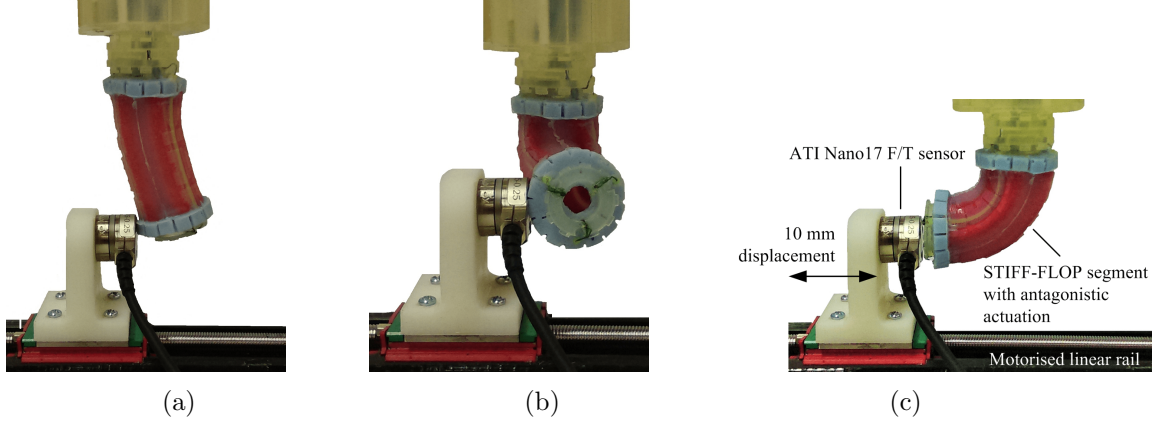 ATI Nano17 F/T sensor
10 mm
displacement
STIFF-FLOP segment
with antagonistic
actuation
Motorised linear rail
(a)
(b)
(c)